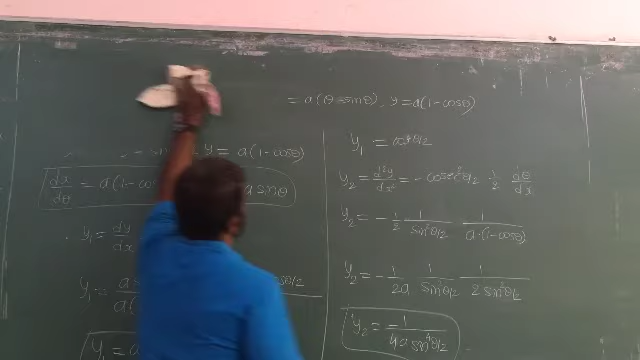 = a(θ - sinθ), y = a(1-cosθ)
y = a(1-cosθ)
dx/dθ = a(1-cos
a sinθ
y₁ = dy/dx
y₁ = a
a(
y₁ = a
y₁ = cot θ/2
y₂ = d²y/dx² = - cosec² θ/2 · 1/2 · dθ/dx
y₂ = - 1/2 1/sin²θ/2 · 1/a·(1-cosθ)
y₂ = - 1/2a 1/sin²θ/2 1/2 sin²θ/2
y₂ = -1/4a sin⁴θ/2